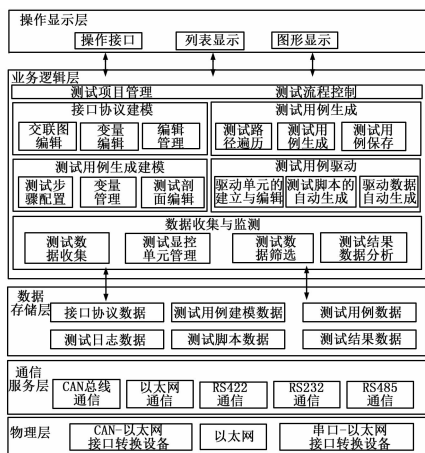 操作显示层
操作接口 列表显示 图形显示
业务逻辑层
测试项目管理 测试流程控制
接口协议建模 测试用例生成
交联图 变量 编辑 测试路 测试用 测试用
编辑 编辑 管理 径遍历 例生成 例保存
测试用例生成建模 测试用例驱动
测试步 变量 测试剖 驱动单元的 测试脚本的 驱动数据
骤配置 管理 面编辑 建立与编辑 自动生成 自动生成
数据收集与监测
测试数 测试显控 测试数 测试结果
据收集 单元管理 据筛选 数据分析
数据
存储层
接口协议数据 测试用例建模数据 测试用例数据
测试日志数据 测试脚本数据 测试结果数据
通信
服务层
CAN总线 以太网 RS422 RS232 RS485
通信 通信 通信 通信 通信
物理层
CAN-以太网 以太网 串口-以太网
接口转换设备 接口转换设备